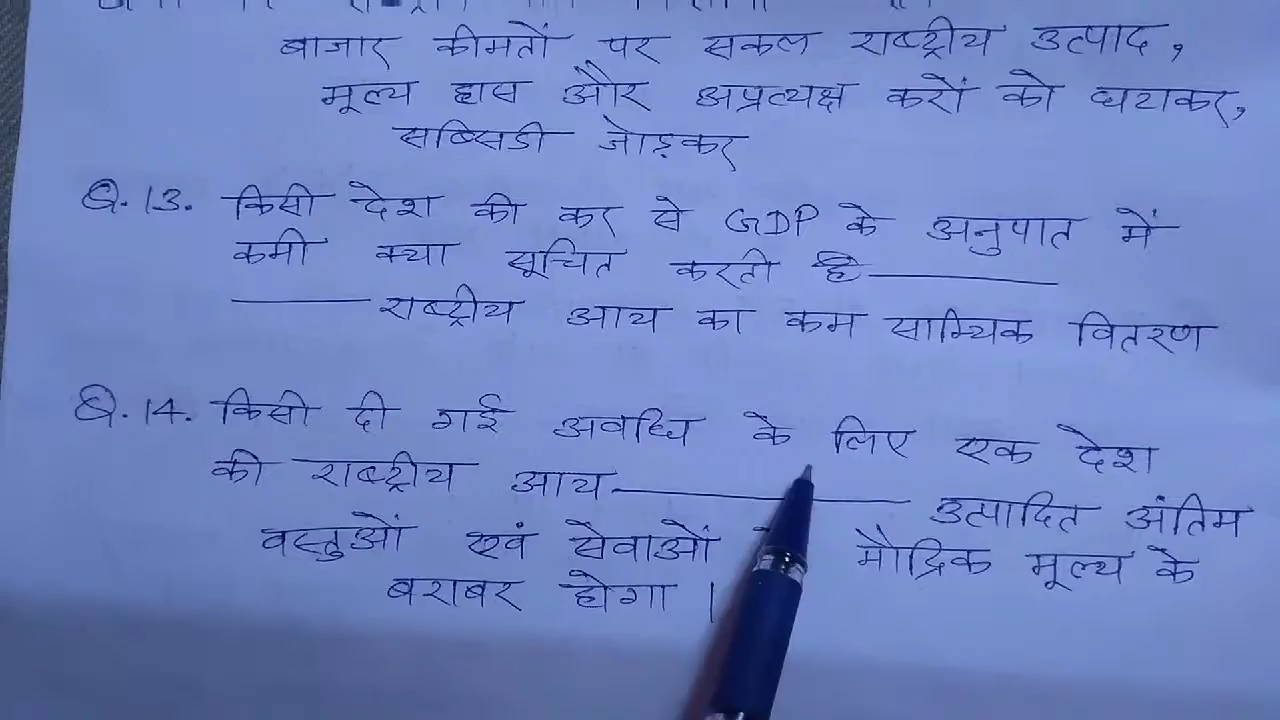 बाजार कीमतों पर सकल राष्ट्रीय उत्पाद,
मूल्य ह्रास और अप्रत्यक्ष करों को घटाकर,
सब्सिडी जोड़कर
Q.13. किसी देश की कर से GDP के अनुपात में
कमी क्या सूचित करती है
राष्ट्रीय आय का कम साम्यिक वितरण
Q.14. किसी दी गई अवधि के लिए एक देश
की राष्ट्रीय आय उत्पादित अंतिम
वस्तुओं एवं सेवाओं मौद्रिक मूल्य के
बराबर होगा।